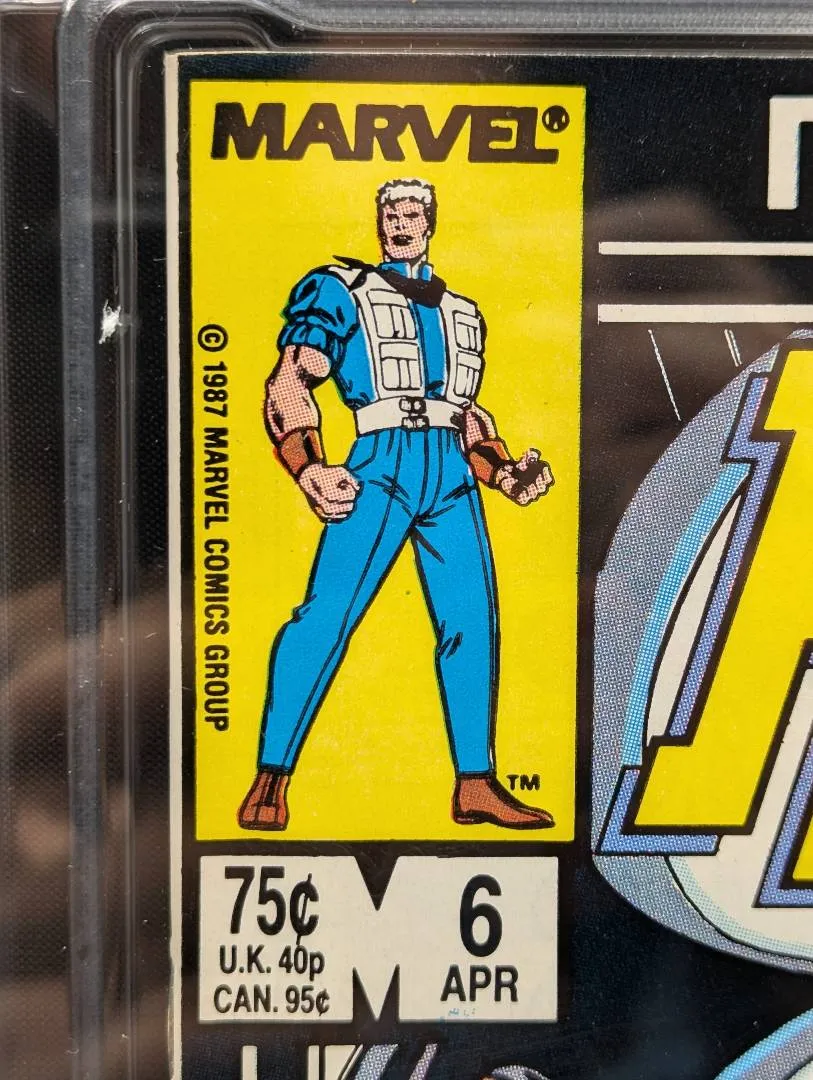 MARVEL®
© 1987 MARVEL COMICS GROUP
TM
75¢
U.K. 40p
CAN. 95¢
6
APR